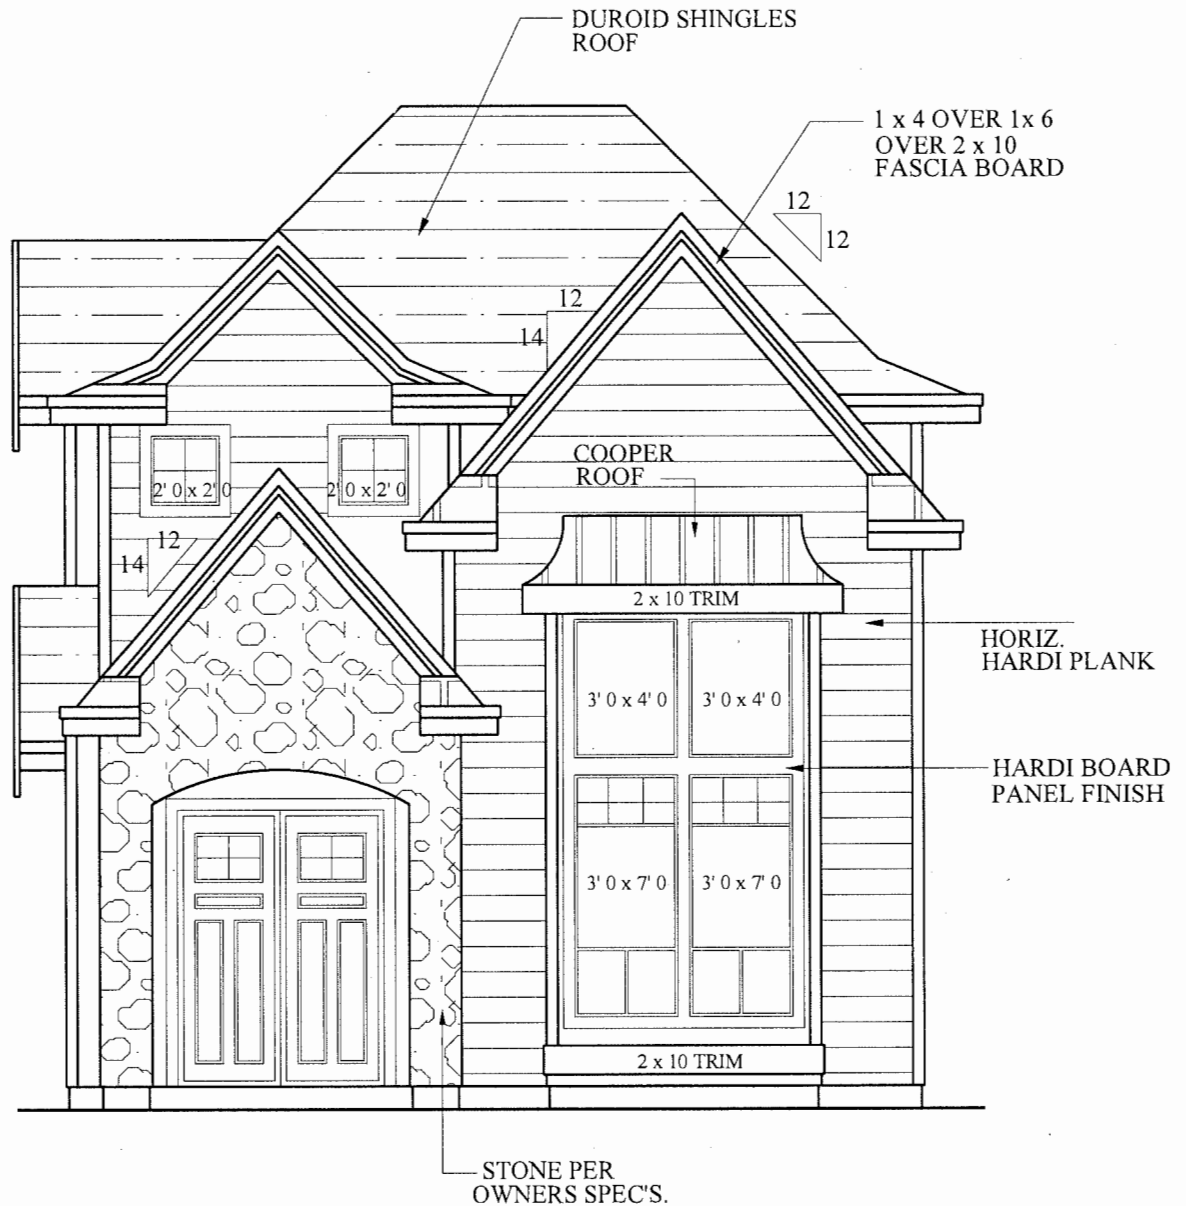 DUROID SHINGLES
ROOF
1 x 4 OVER 1x 6
OVER 2 x 10
FASCIA BOARD
12
12
12
14
COOPER
ROOF
2' 0 x 2' 0
2' 0 x 2' 0
12
14
2 x 10 TRIM
HORIZ.
HARDI PLANK
3' 0 x 4' 0
3' 0 x 4' 0
HARDI BOARD
PANEL FINISH
3' 0 x 7' 0
3' 0 x 7' 0
2 x 10 TRIM
STONE PER
OWNERS SPEC'S.